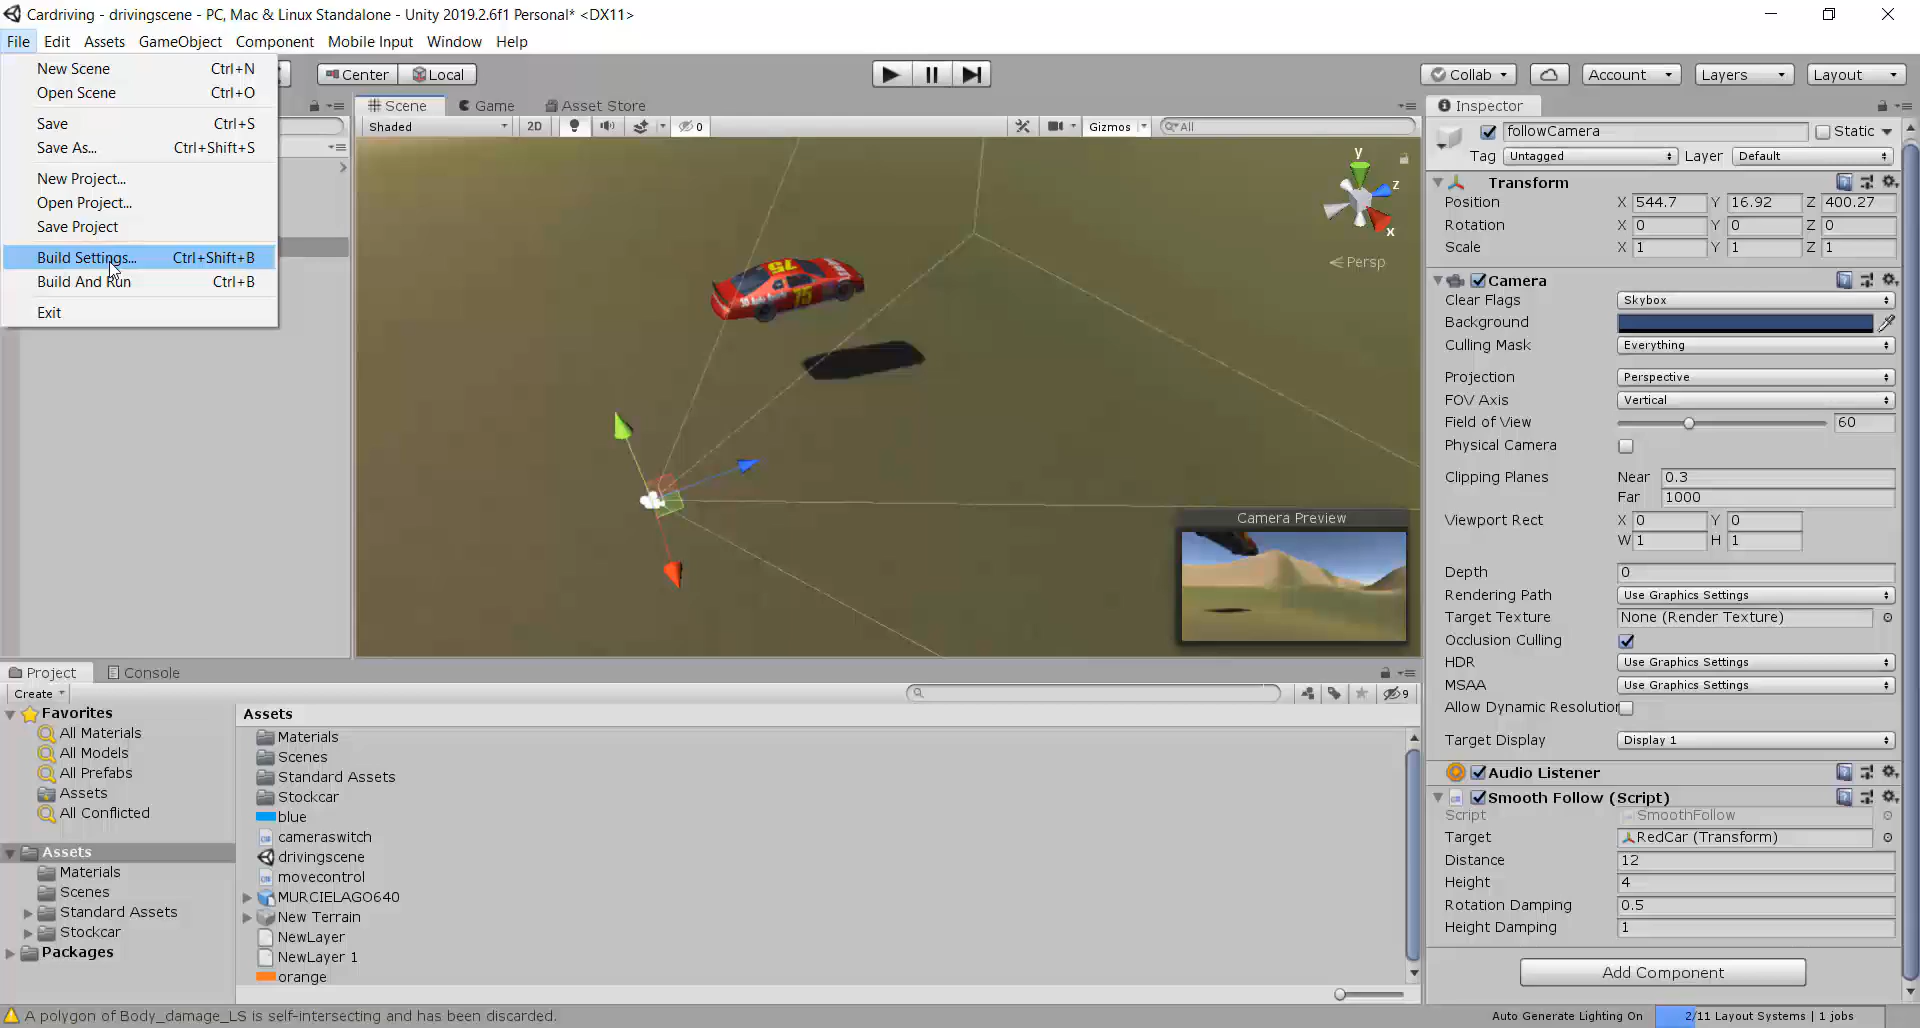 Cardriving - drivingscene - PC, Mac & Linux Standalone - Unity 2019.2.6f1 Personal* <DX11>
File Edit Assets GameObject Component Mobile Input Window Help
New Scene Ctrl+N
Open Scene Ctrl+O
Save Ctrl+S
Save As... Ctrl+Shift+S
New Project...
Open Project...
Save Project
Build Settings... Ctrl+Shift+B
Build And Run Ctrl+B
Exit
Center Local
Collab Account Layers Layout
Scene Game Asset Store
Shaded 2D 0 Gizmos All
y
z
x
Persp
75
75
Camera Preview
Inspector
followCamera Static
Tag Untagged Layer Default
Transform
Position X 544.7 Y 16.92 Z 400.27
Rotation X 0 Y 0 Z 0
Scale X 1 Y 1 Z 1
Camera
Clear Flags Skybox
Background
Culling Mask Everything
Projection Perspective
FOV Axis Vertical
Field of View 60
Physical Camera
Clipping Planes Near 0.3
Far 1000
Viewport Rect X 0 Y 0
W 1 H 1
Depth 0
Rendering Path Use Graphics Settings
Target Texture None (Render Texture)
Occlusion Culling
HDR Use Graphics Settings
MSAA Use Graphics Settings
Allow Dynamic Resolution
Target Display Display 1
Audio Listener
Smooth Follow (Script)
Script SmoothFollow
Target RedCar (Transform)
Distance 12
Height 4
Rotation Damping 0.5
Height Damping 1
Add Component
Project Console
Create 9
Favorites
All Materials
All Models
All Prefabs
Assets
All Conflicted
Assets
Materials
Scenes
Standard Assets
Stockcar
Packages
Assets
Materials
Scenes
Standard Assets
Stockcar
blue
cameraswitch
drivingscene
movecontrol
MURCIELAGO640
New Terrain
NewLayer
NewLayer 1
orange
A polygon of Body_damage_LS is self-intersecting and has been discarded.
Auto Generate Lighting On 2/11 Layout Systems | 1 jobs